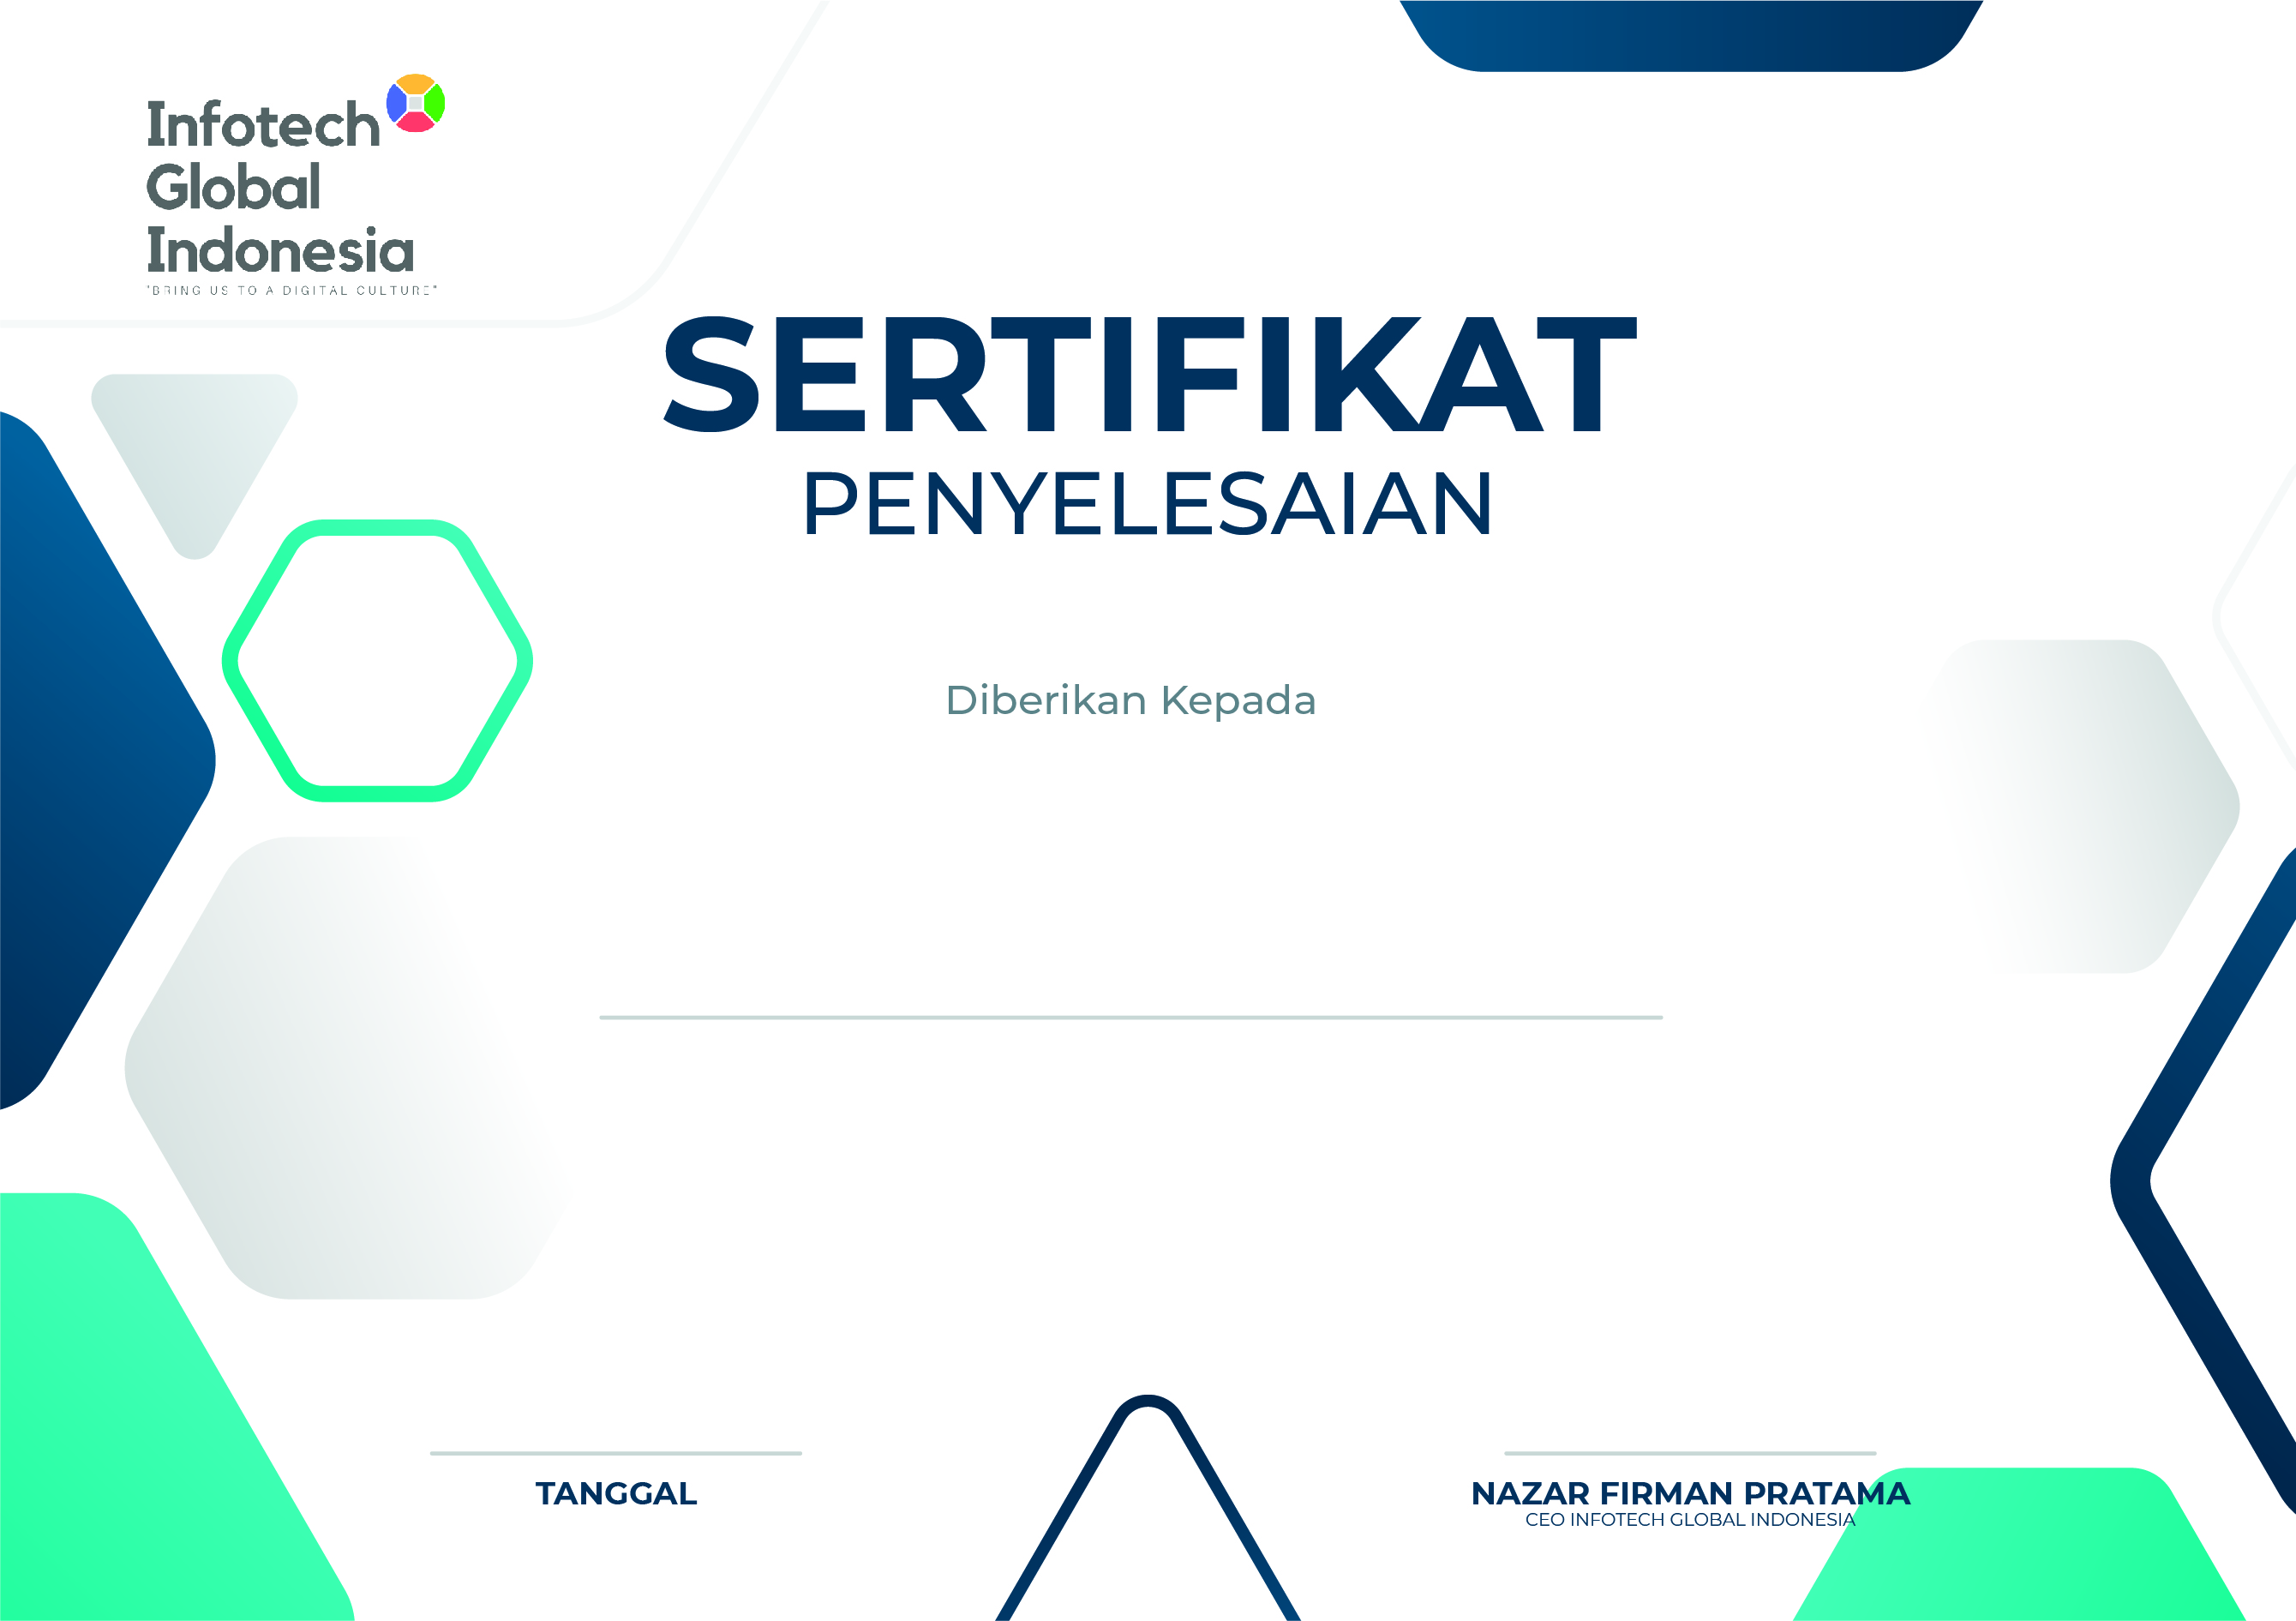 Infotech
Global
Indonesia
"BRING US TO A DIGITAL CULTURE"
SERTIFIKAT
PENYELESAIAN
Diberikan Kepada
TANGGAL
NAZAR FIRMAN PRATAMA
CEO INFOTECH GLOBAL INDONESIA